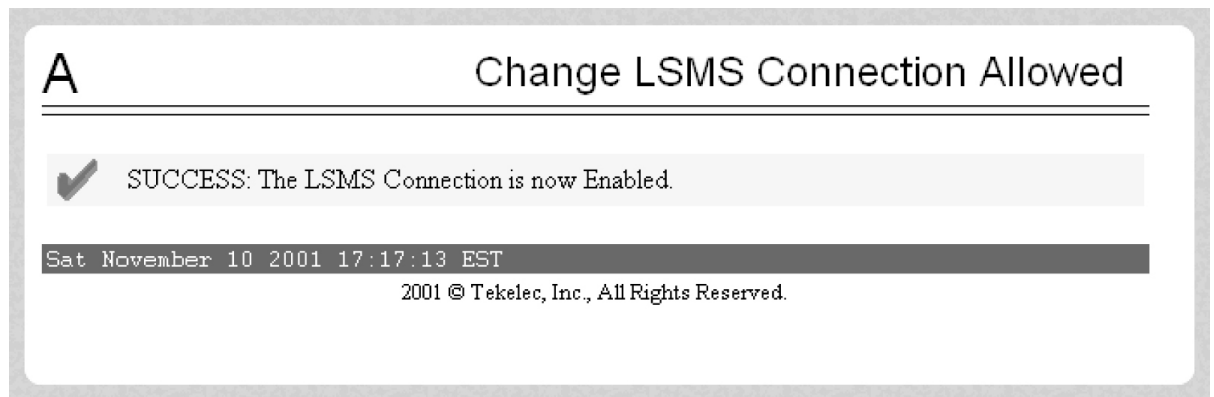 A
Change LSMS Connection Allowed
SUCCESS: The LSMS Connection is now Enabled.
Sat November 10 2001 17:17:13 EST
2001 © Tekelec, Inc., All Rights Reserved.